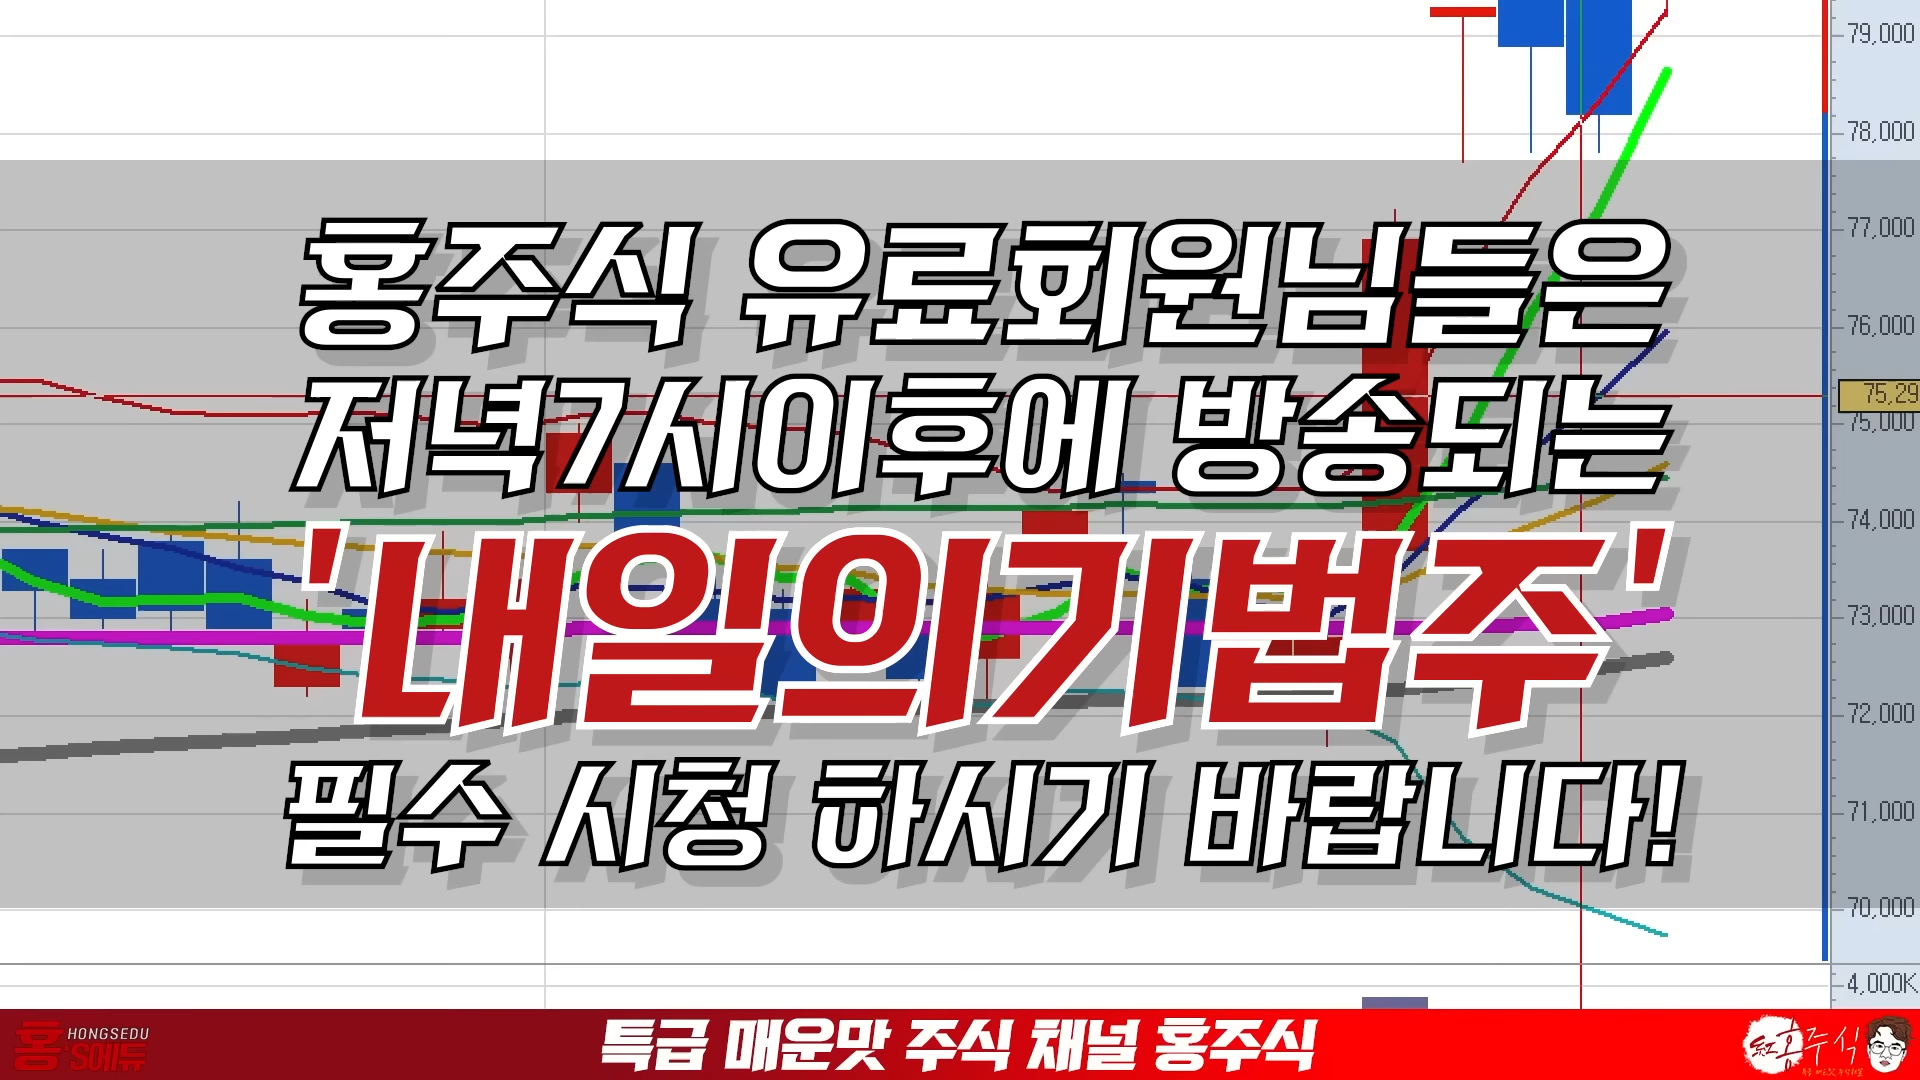 79,000
78,000
77,000
76,000
75,29
75,000
74,000
73,000
72,000
71,000
70,000
4,000K
홍주식 유료회원님들은
저녁7시이후에 방송되는
'내일의기법주'
필수 시청 하시기 바랍니다!
홍 HONGSEDU
'S에듀
특급 매운맛 주식 채널 홍주식
홍주식